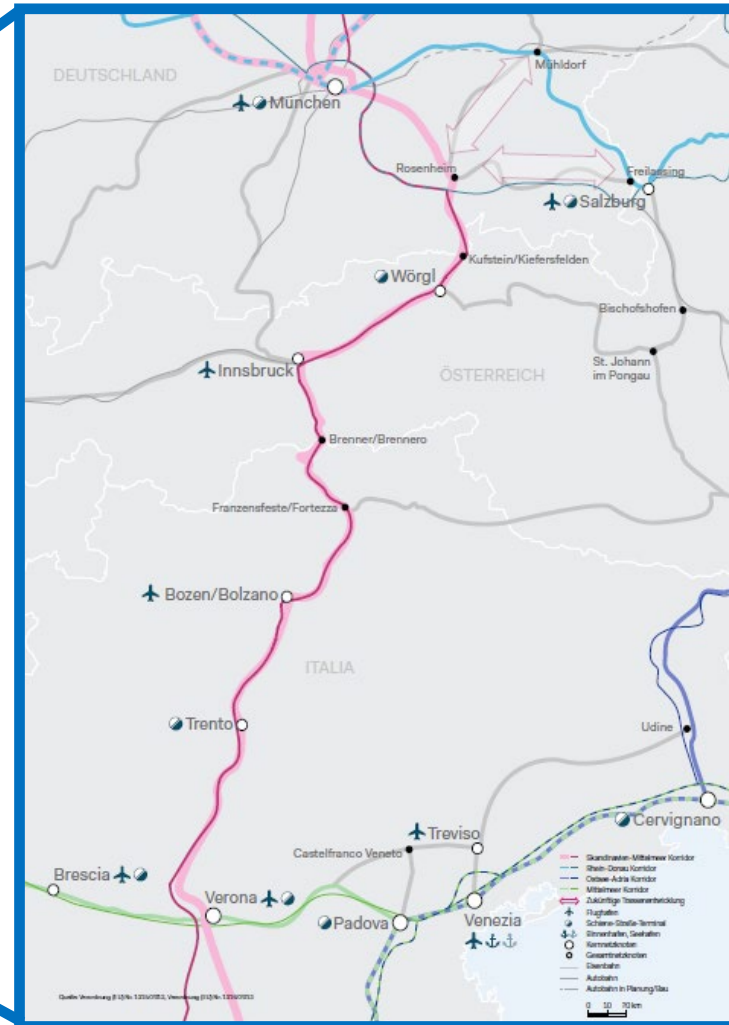 DEUTSCHLAND
Mühldorf
München
Rosenheim
Freilassing
Salzburg
Kufstein/Kiefersfelden
Wörgl
Bischofshofen
Innsbruck
St. Johann
im Pongau
ÖSTERREICH
Brenner/Brennero
Franzensfeste/Fortezza
Bozen/Bolzano
ITALIA
Trento
Udine
Cervignano
Treviso
Castelfranco Veneto
Brescia
Verona
Padova
Venezia
Skandinavien-Mittelmeer Korridor
Rhein-Donau Korridor
Ostsee-Adria Korridor
Mittelmeer Korridor
Zukünftige Trassenentwicklung
Flughafen
Schiene-Straße-Terminal
Binnenhafen, Seehafen
Kernnetzknoten
Gesamtnetzknoten
Eisenbahn
Autobahn
Autobahn in Planung/Bau
0 10 20 km